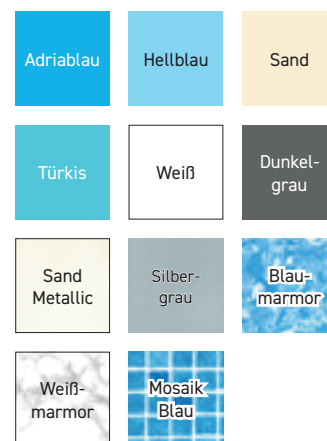 Adriablau
Hellblau
Sand
Türkis
Weiß
Dunkel-
grau
Sand
Metallic
Silber-
grau
Blau-
marmor
Weiß-
marmor
Mosaik
Blau